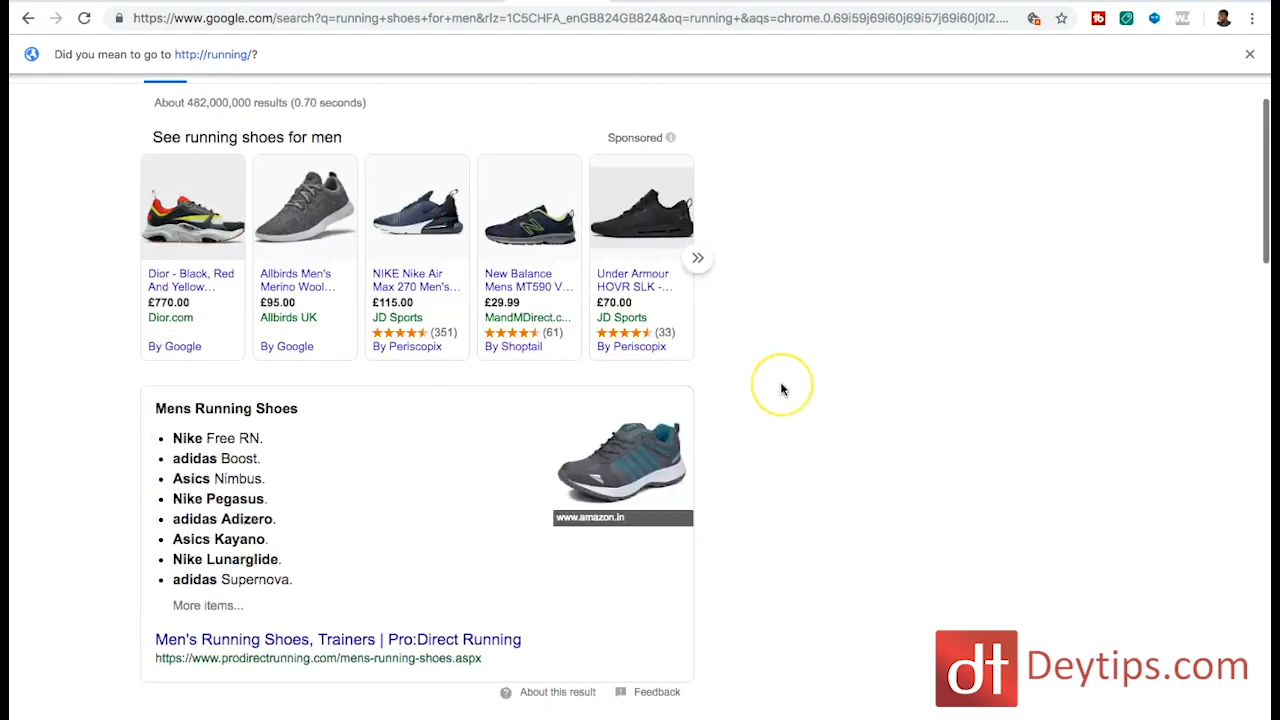 https://www.google.com/search?q=running+shoes+for+men&rlz=1C5CHFA_enGB824GB824&oq=running+&aqs=chrome.0.69i59j69i60j69i57j69i60j0l2....
Did you mean to go to http://running/?
About 482,000,000 results (0.70 seconds)
See running shoes for men
Sponsored
Dior - Black, Red
And Yellow…
£770.00
Dior.com
By Google
Allbirds Men's
Merino Wool…
£95.00
Allbirds UK
By Google
NIKE Nike Air
Max 270 Men's…
£115.00
JD Sports
(351)
By Periscopix
New Balance
Mens MT590 V…
£29.99
MandMDirect.c...
(61)
By Shoptail
Under Armour
HOVR SLK -…
£70.00
JD Sports
(33)
By Periscopix
Mens Running Shoes
• Nike Free RN.
• adidas Boost.
• Asics Nimbus.
• Nike Pegasus.
• adidas Adizero.
• Asics Kayano.
• Nike Lunarglide.
• adidas Supernova.
More items...
www.amazon.in
Men's Running Shoes, Trainers | Pro:Direct Running
https://www.prodirectrunning.com/mens-running-shoes.aspx
About this result
Feedback
dt Deytips.com